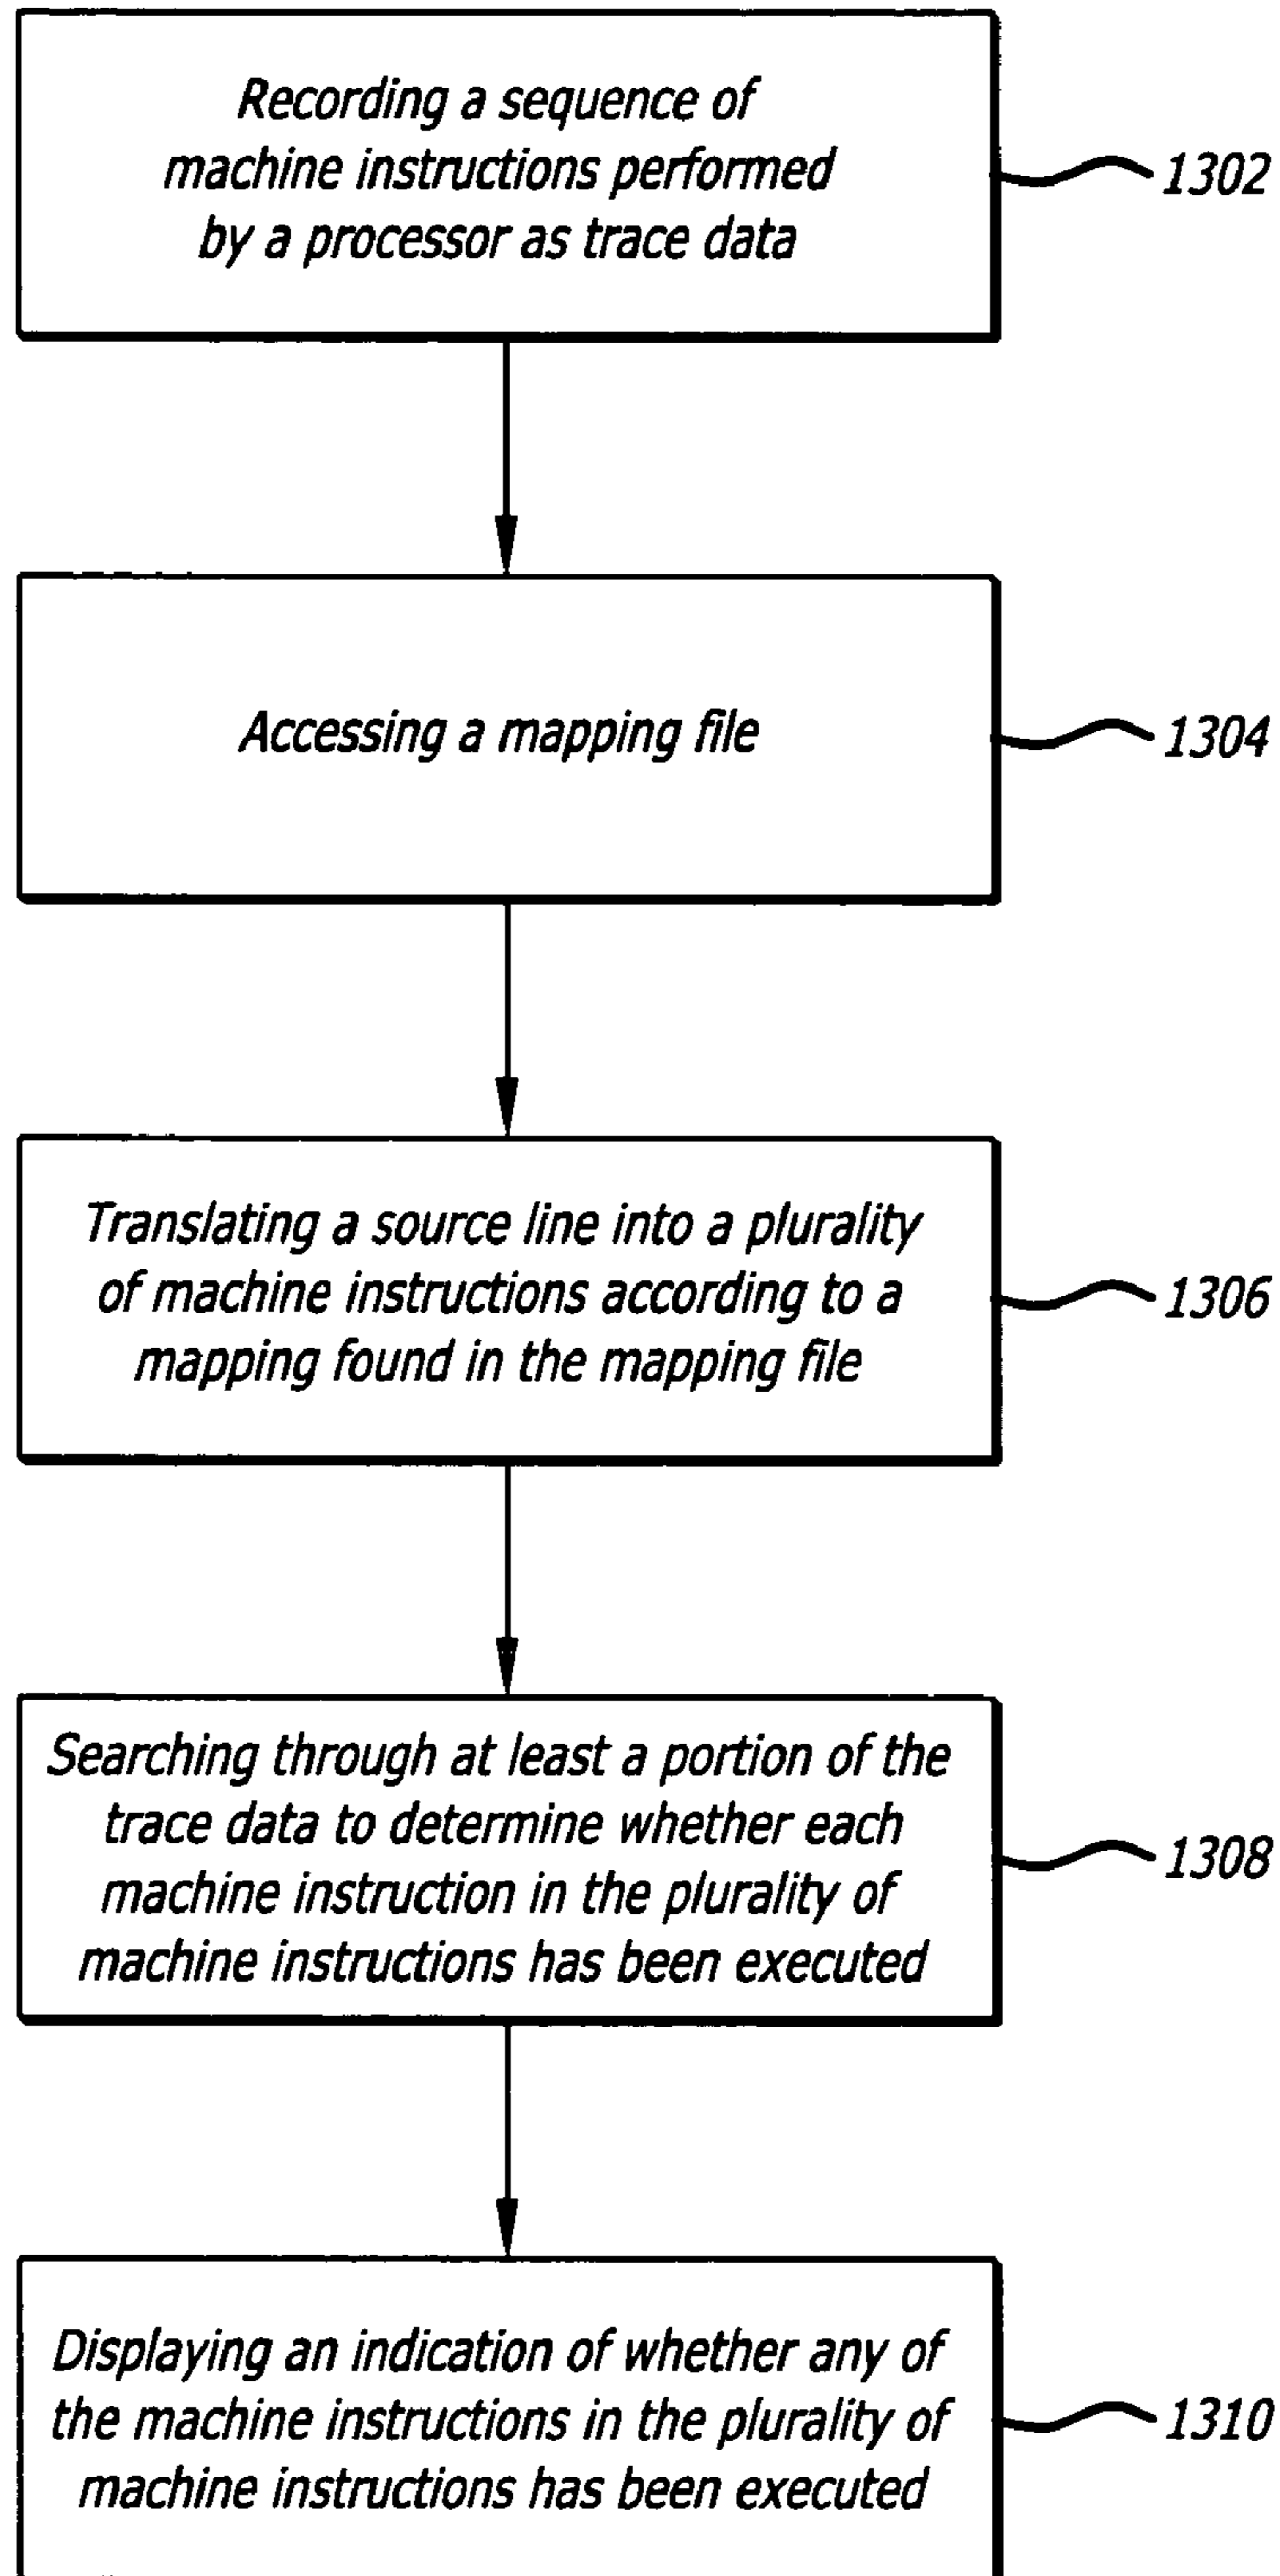 Recording a sequence of
machine instructions performed
by a processor as trace data
1302
Accessing a mapping file
1304
Translating a source line into a plurality
of machine instructions according to a
mapping found in the mapping file
1306
Searching through at least a portion of the
trace data to determine whether each
machine instruction in the plurality of
machine instructions has been executed
1308
Displaying an indication of whether any of
the machine instructions in the plurality of
machine instructions has been executed
1310